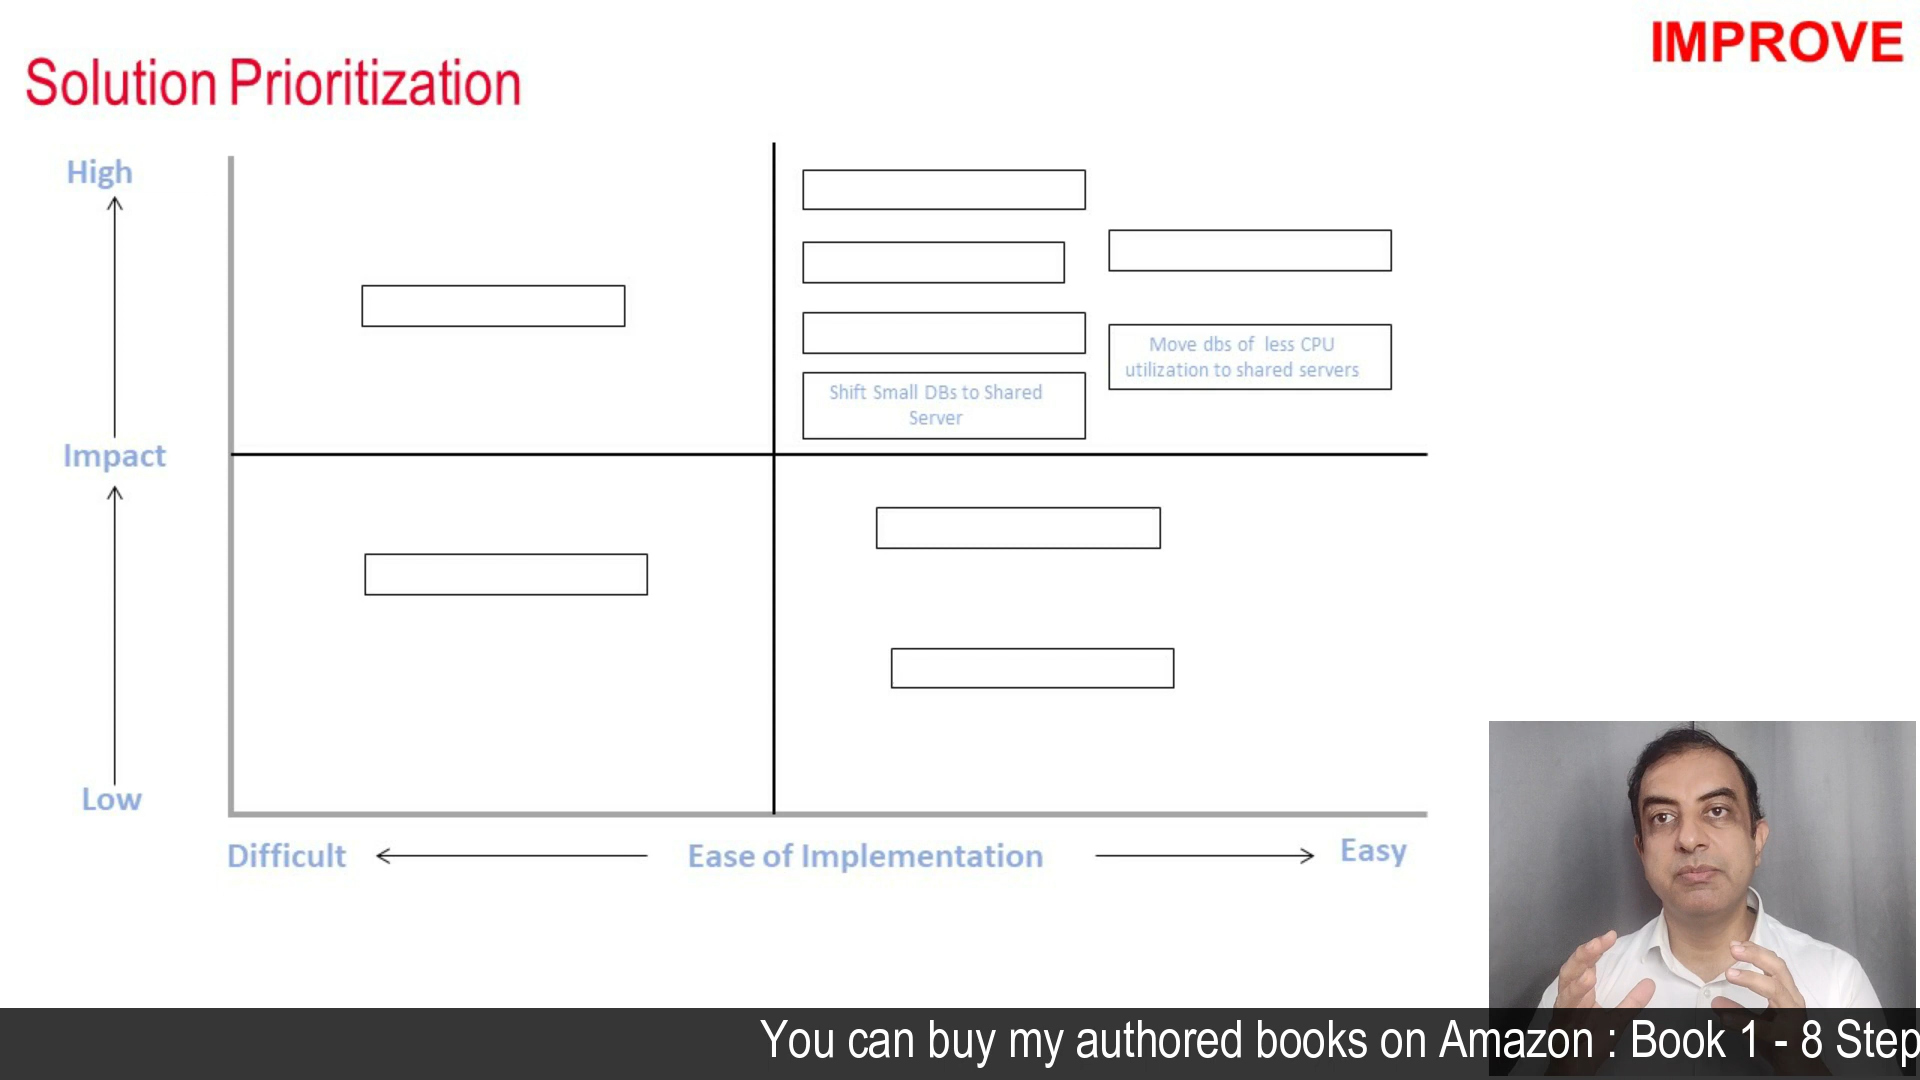 IMPROVE
Solution Prioritization
High
Impact
Low
Move dbs of less CPU
utilization to shared servers
Shift Small DBs to Shared
Server
Difficult
Ease of Implementation
Easy
You can buy my authored books on Amazon : Book 1 - 8 Step